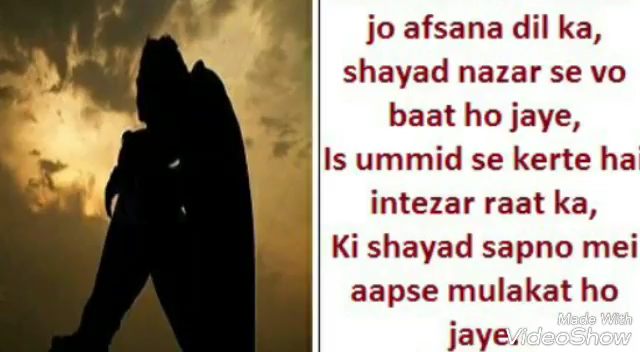 jo afsana dil ka,
shayad nazar se vo
baat ho jaye,
Is ummid se kerte hai
intezar raat ka,
Ki shayad sapno mei
aapse mulakat ho
jaye.
Made With
VideoShow